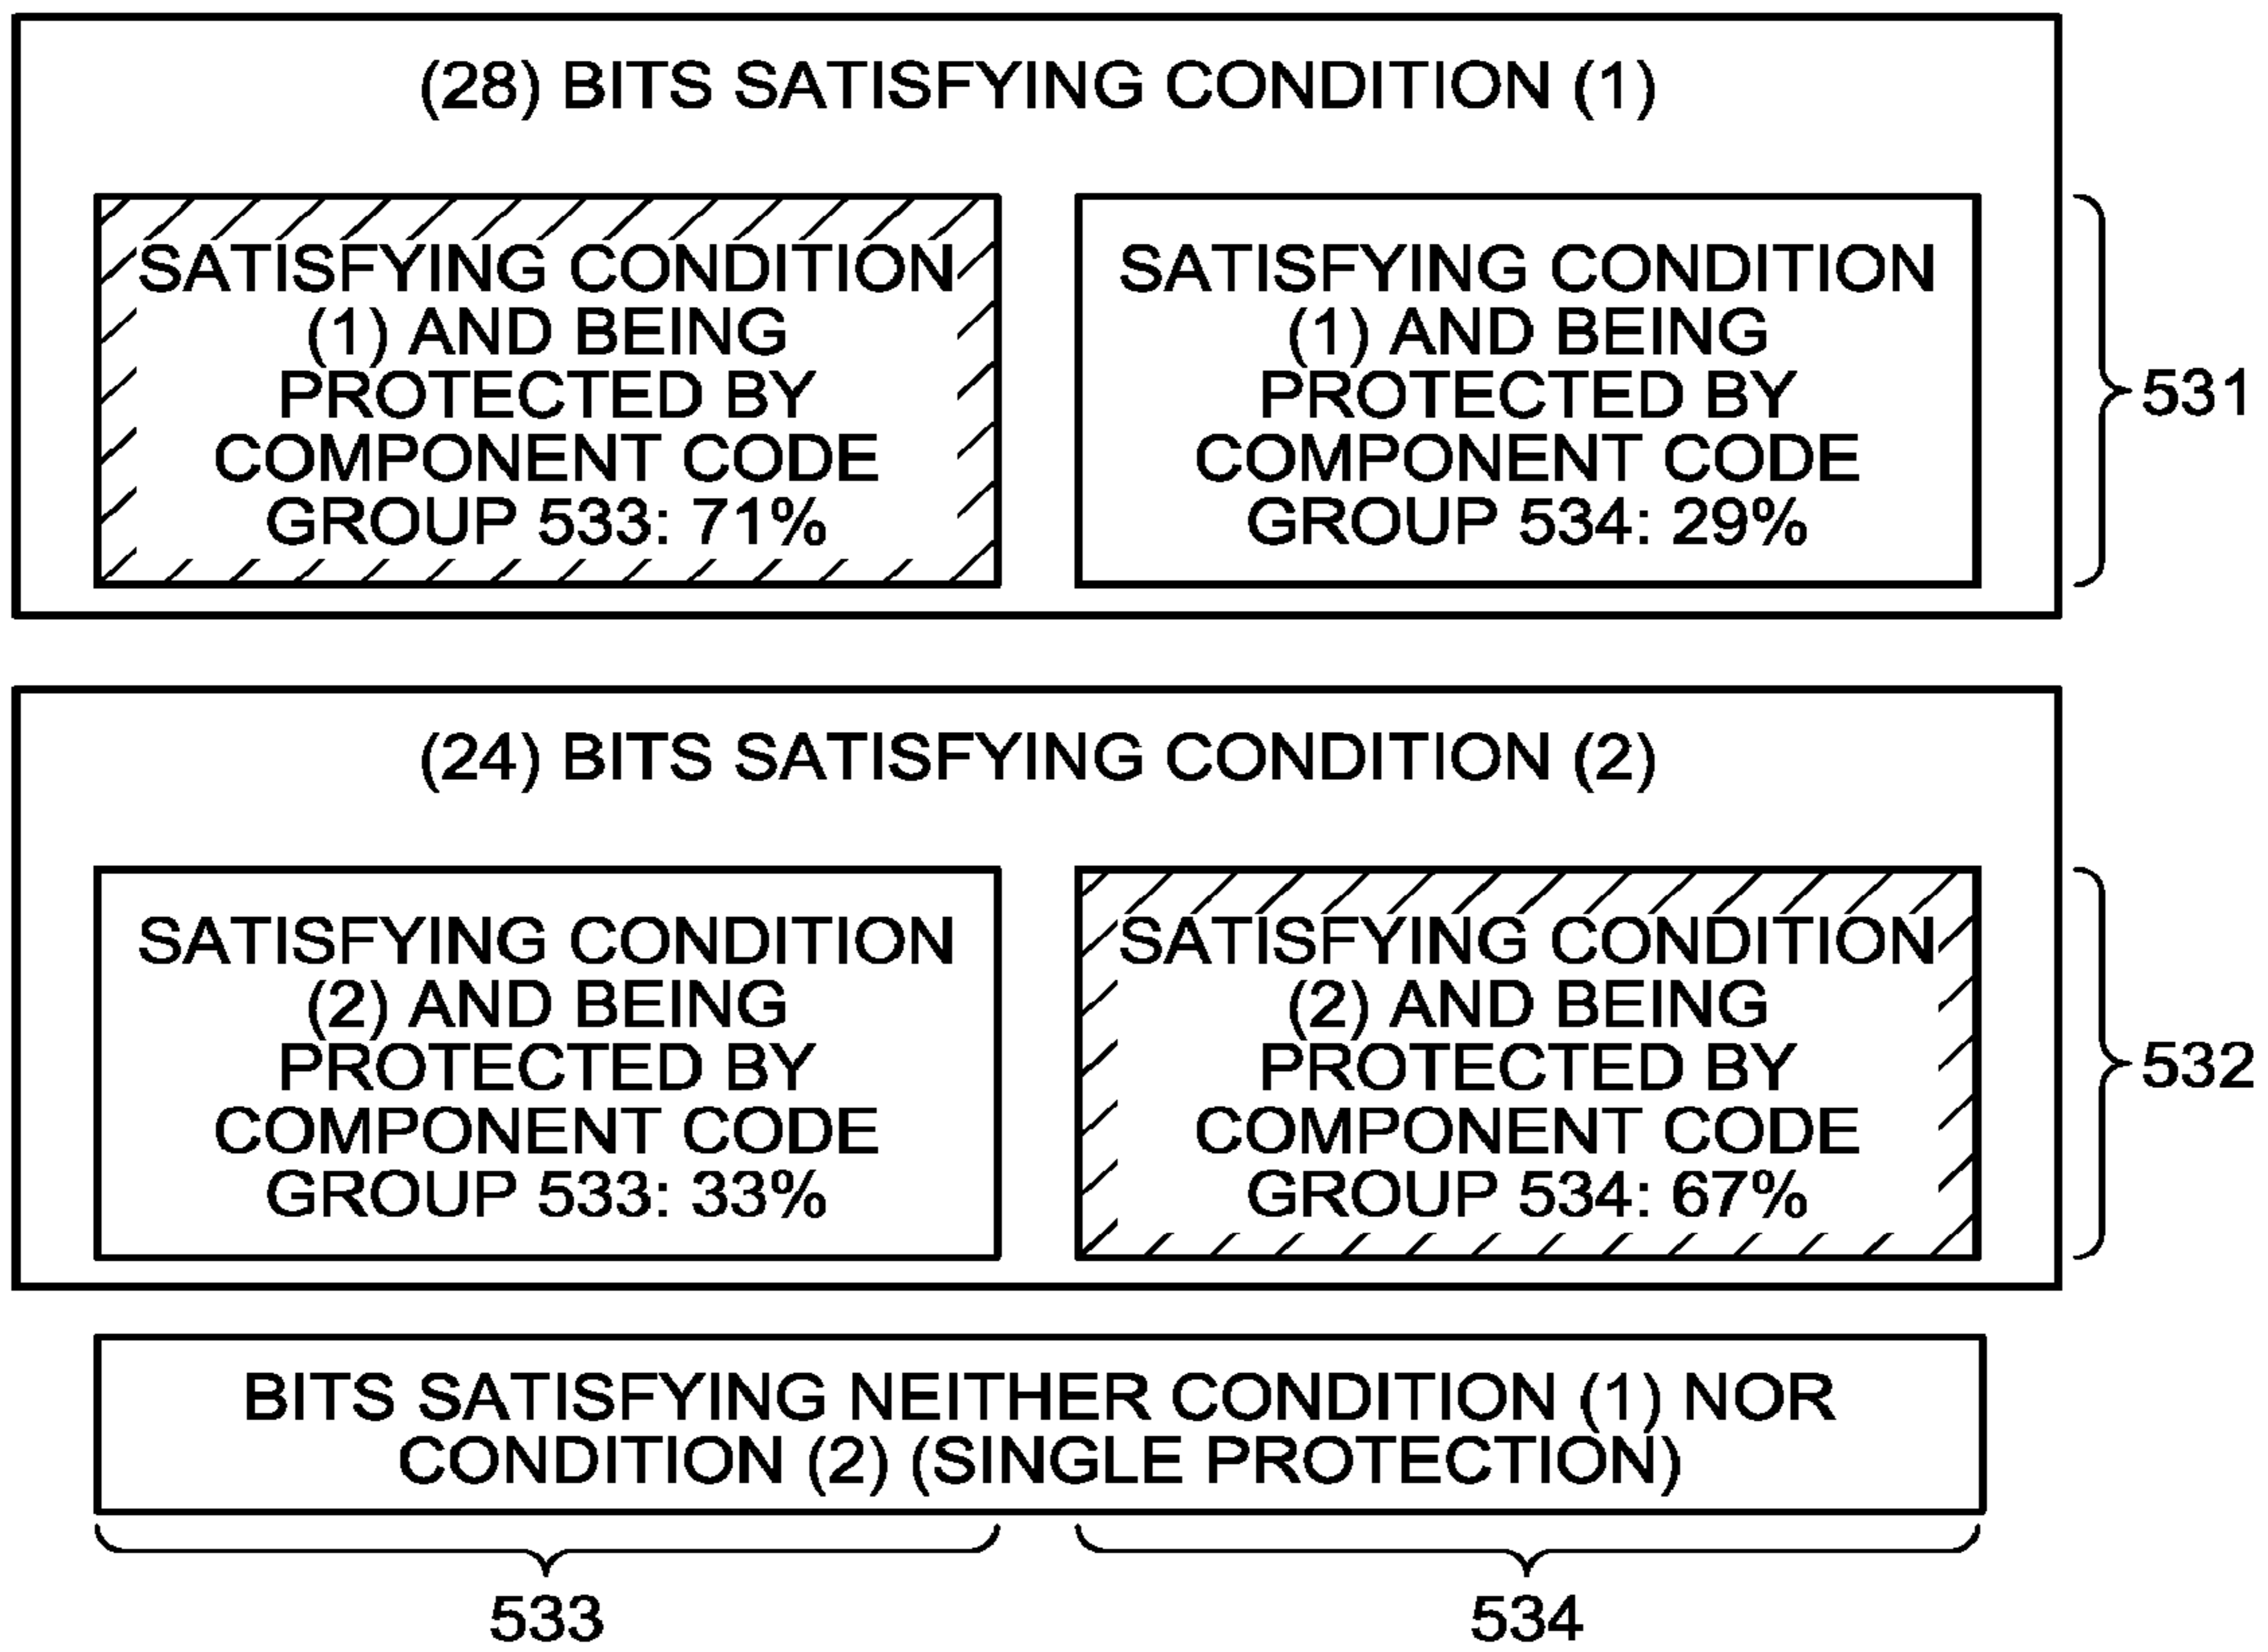 (28) BITS SATISFYING CONDITION (1)
SATISFYING CONDITION
(1) AND BEING
PROTECTED BY
COMPONENT CODE
GROUP 533: 71%
SATISFYING CONDITION
(1) AND BEING
PROTECTED BY
COMPONENT CODE
GROUP 534: 29%
531
(24) BITS SATISFYING CONDITION (2)
SATISFYING CONDITION
(2) AND BEING
PROTECTED BY
COMPONENT CODE
GROUP 533: 33%
SATISFYING CONDITION
(2) AND BEING
PROTECTED BY
COMPONENT CODE
GROUP 534: 67%
532
BITS SATISFYING NEITHER CONDITION (1) NOR
CONDITION (2) (SINGLE PROTECTION)
533
534